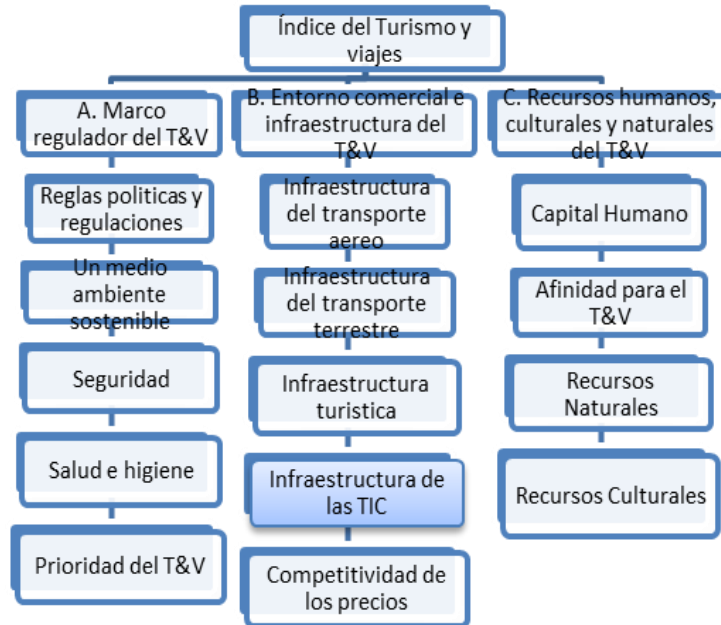 Índice del Turismo y
viajes
A. Marco
regulador del T&V
Reglas politicas y
regulaciones
Un medio
ambiente
sostenible
Seguridad
Salud e higiene
Prioridad del T&V
B. Entorno comercial e
infraestructura del
T&V
Infraestructura
del transporte
aereo
Infraestructura
del transporte
terrestre
Infraestructura
turistica
Infraestructura de
las TIC
Competitividad de
los precios
C. Recursos humanos,
culturales y naturales
del T&V
Capital Humano
Afinidad para el
T&V
Recursos
Naturales
Recursos Culturales